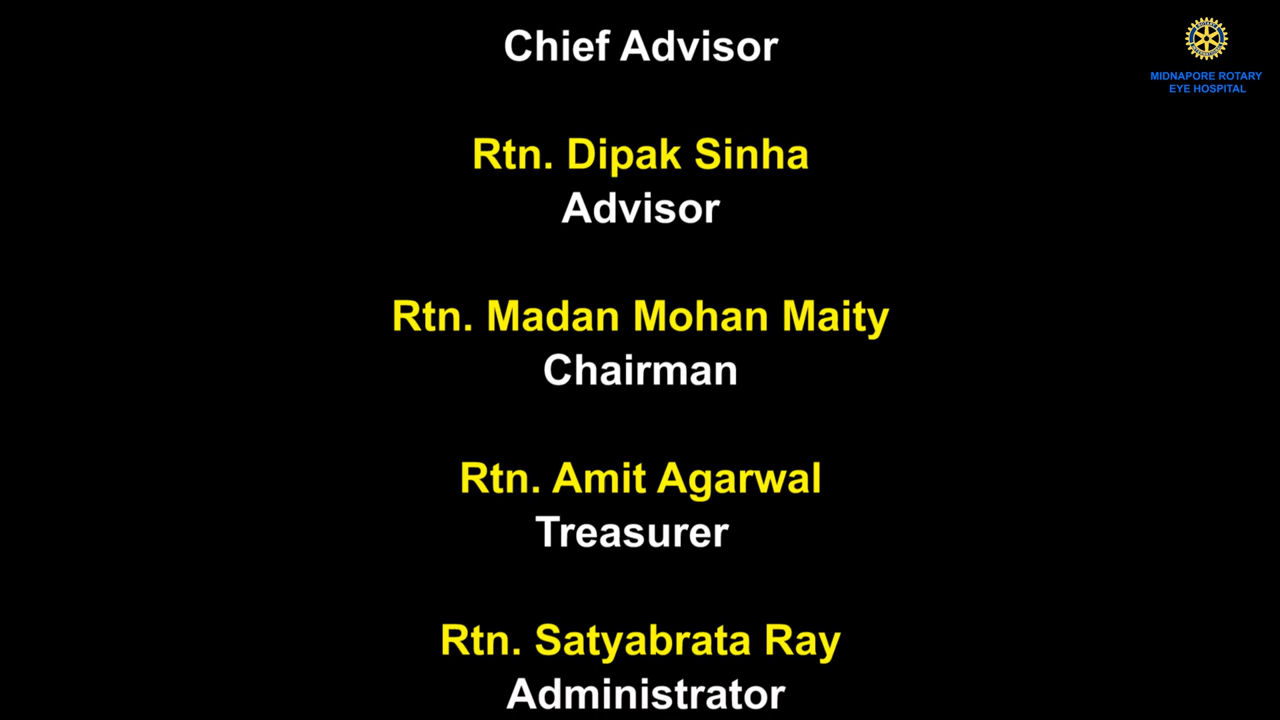 Chief Advisor
MIDNAPORE ROTARY
EYE HOSPITAL
Rtn. Dipak Sinha
Advisor
Rtn. Madan Mohan Maity
Chairman
Rtn. Amit Agarwal
Treasurer
Rtn. Satyabrata Ray
Administrator